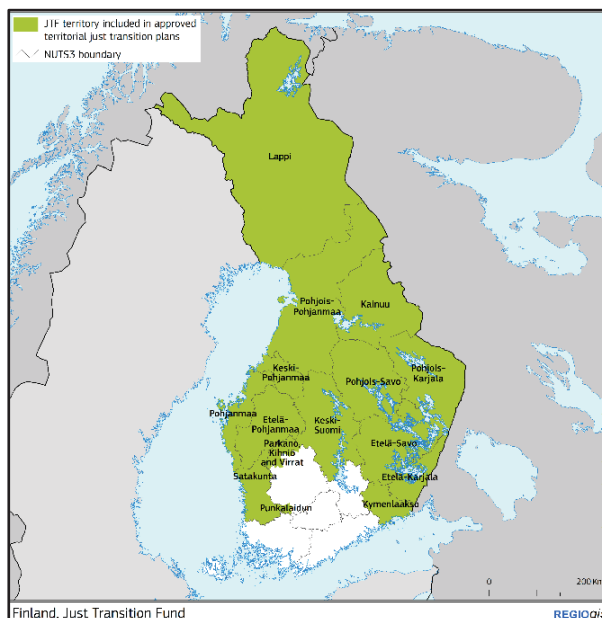 JTF territory included in approved
territorial just transition plans
NUTS3 boundary
Lappi
Pohjois-
Pohjanmaa
Kainuu
Keski-
Pohjanmaa
Pohjois-Savo
Pohjois-
Karjala
Pohjanmaa
Etelä-
Pohjanmaa
Keski-
Suomi
Parkano,
Kihniö
and Virrat
Etelä-Savo
Satakunta
Etelä-Karjala
Punkalaidun
Kymenlaakso
0
200 Km
Finland, Just Transition Fund
REGIOgis